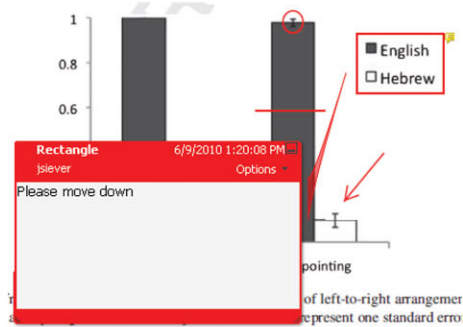 1
0.8
0.6
English
Hebrew
Rectangle 6/9/2010 1:20:08 PM
jsiever Options
Please move down
pointing
of left-to-right arrangemen
represent one standard erro